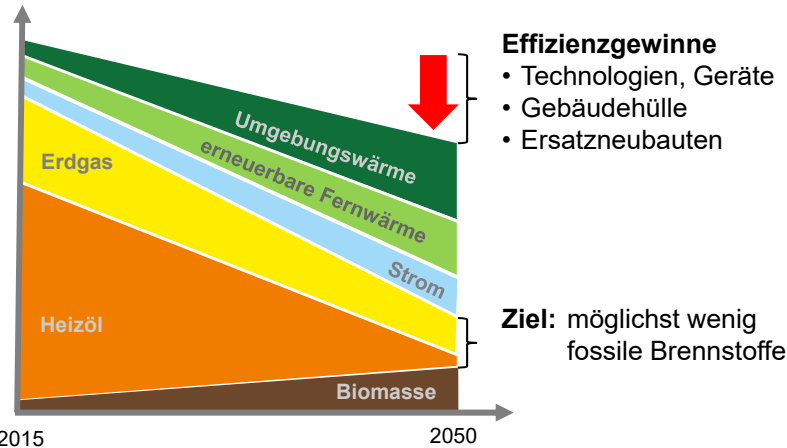 Effizienzgewinne
• Technologien, Geräte
• Gebäudehülle
• Ersatzneubauten
Umgebungswärme
erneuerbare Fernwärme
Erdgas
Strom
Heizöl
Ziel: möglichst wenig
fossile Brennstoffe
Biomasse
2015
2050